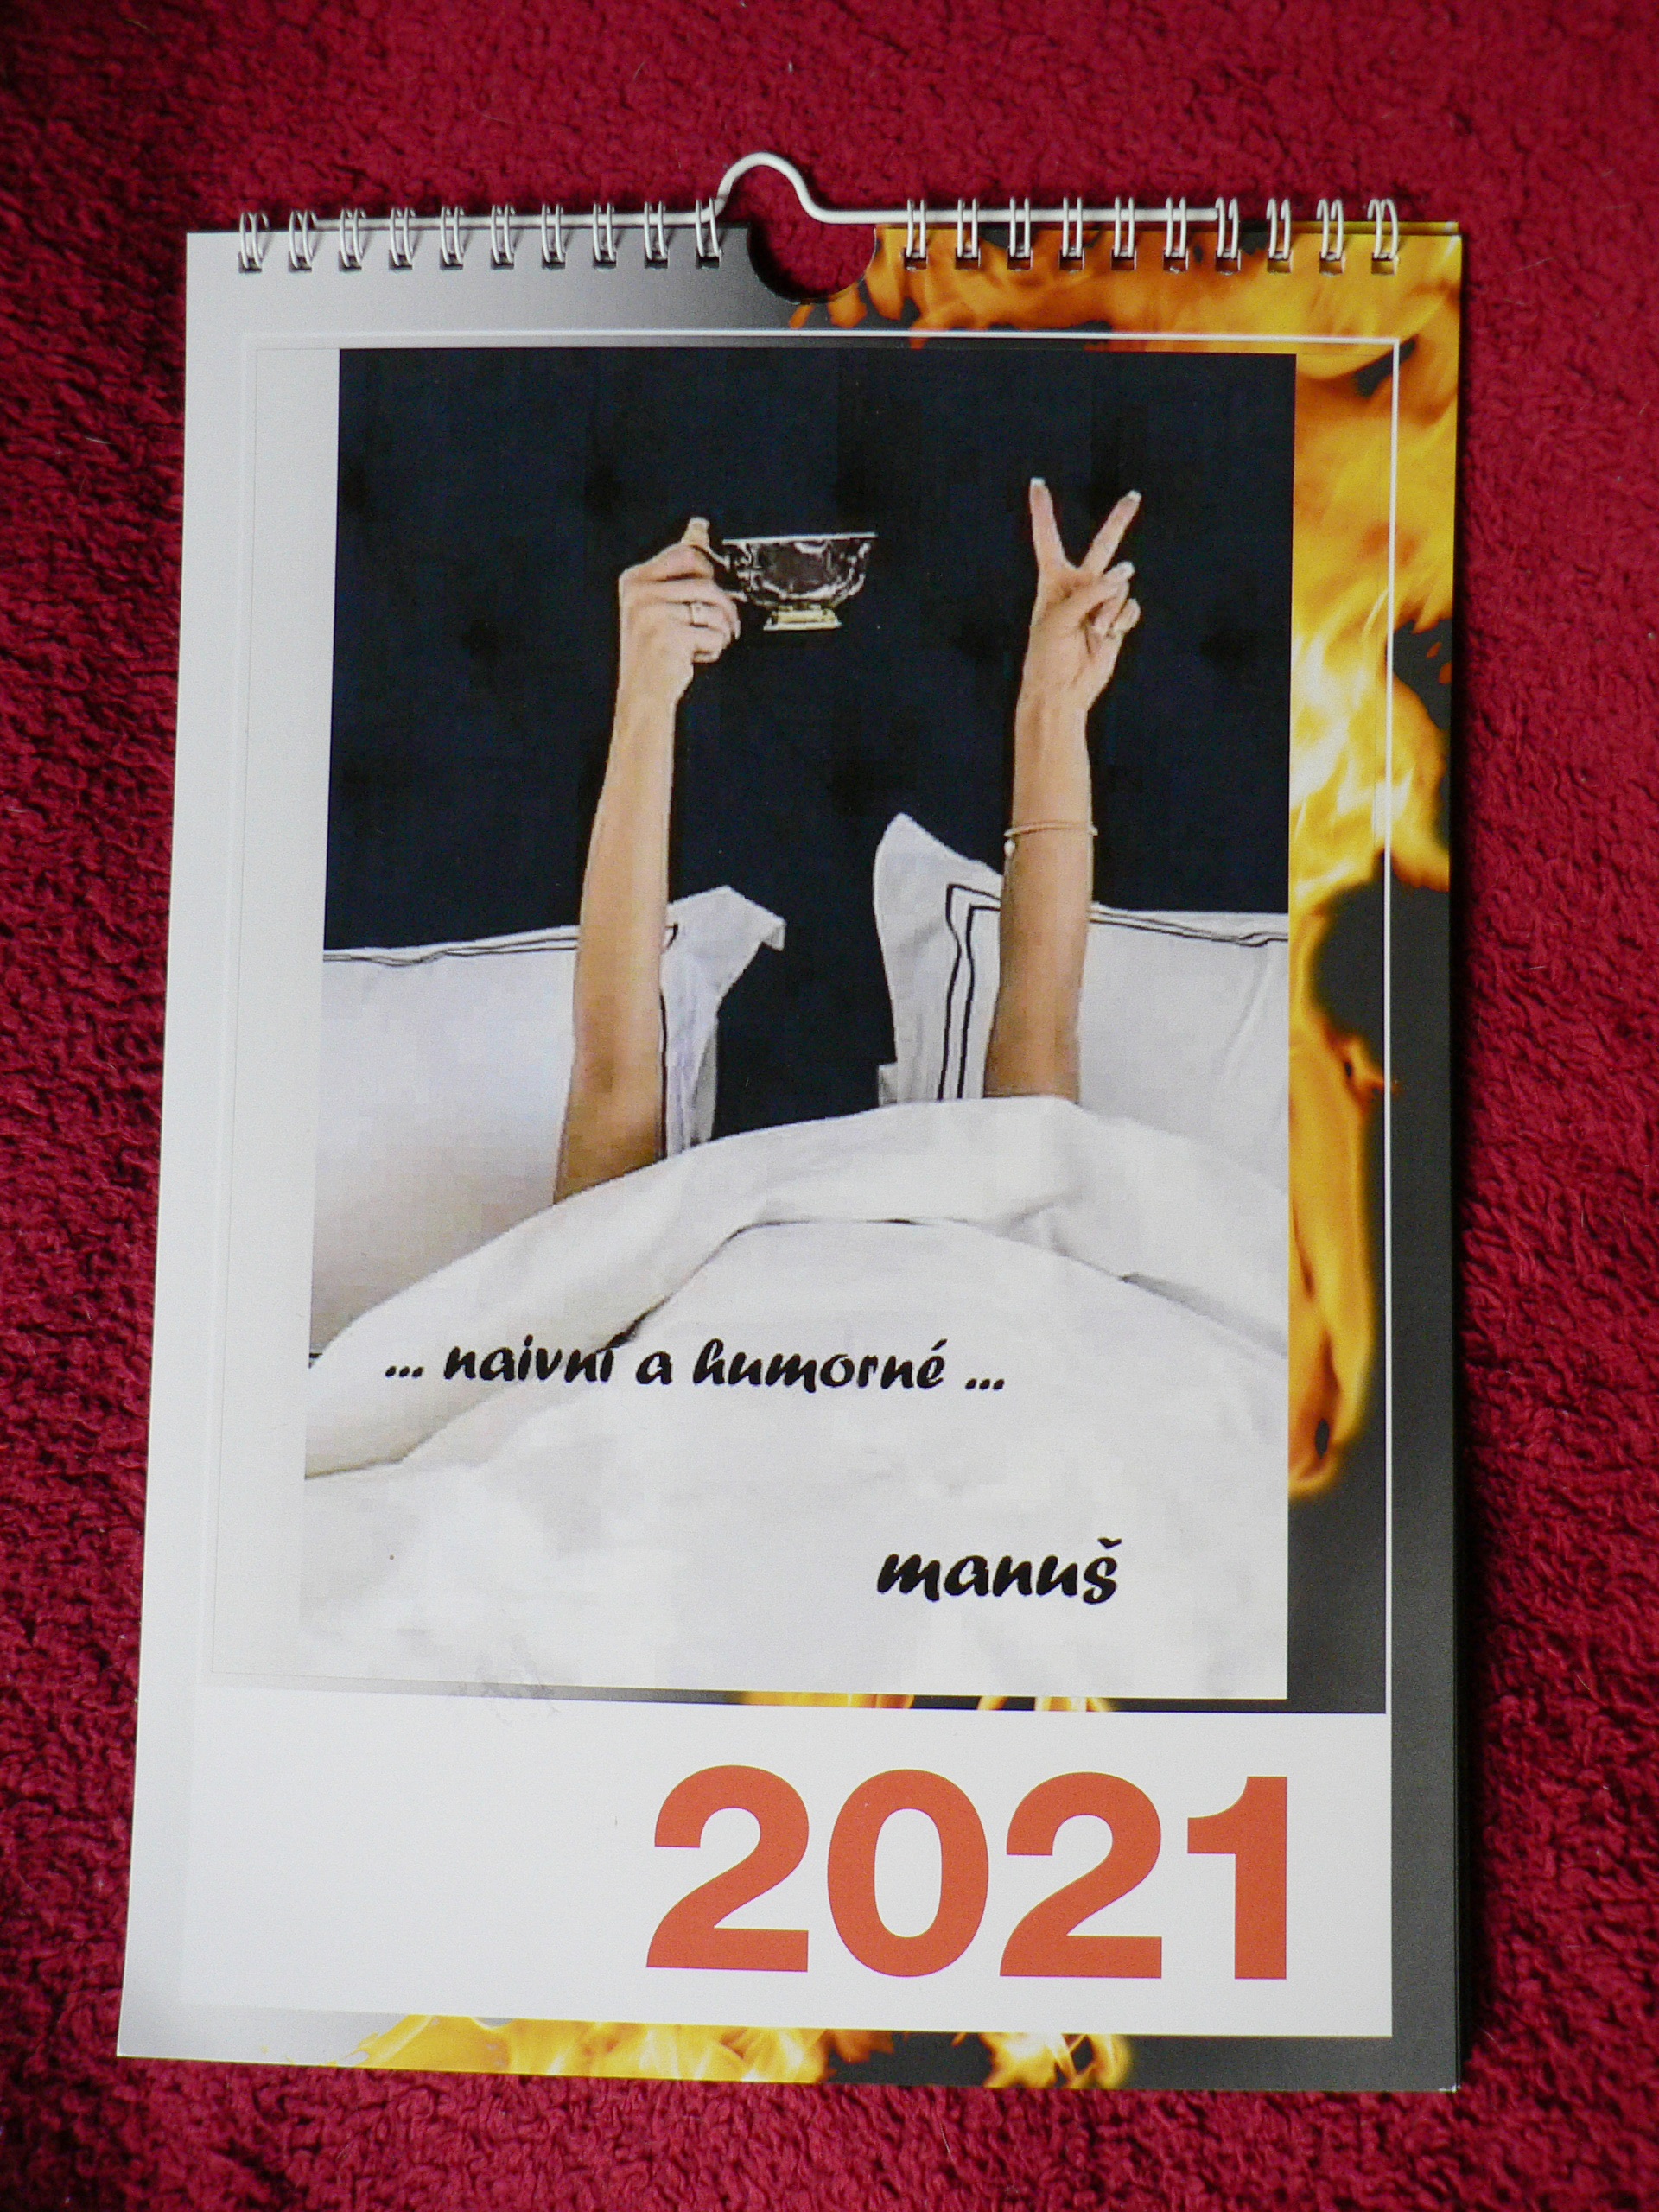 ... naivní a humorné ...
manuš
2021